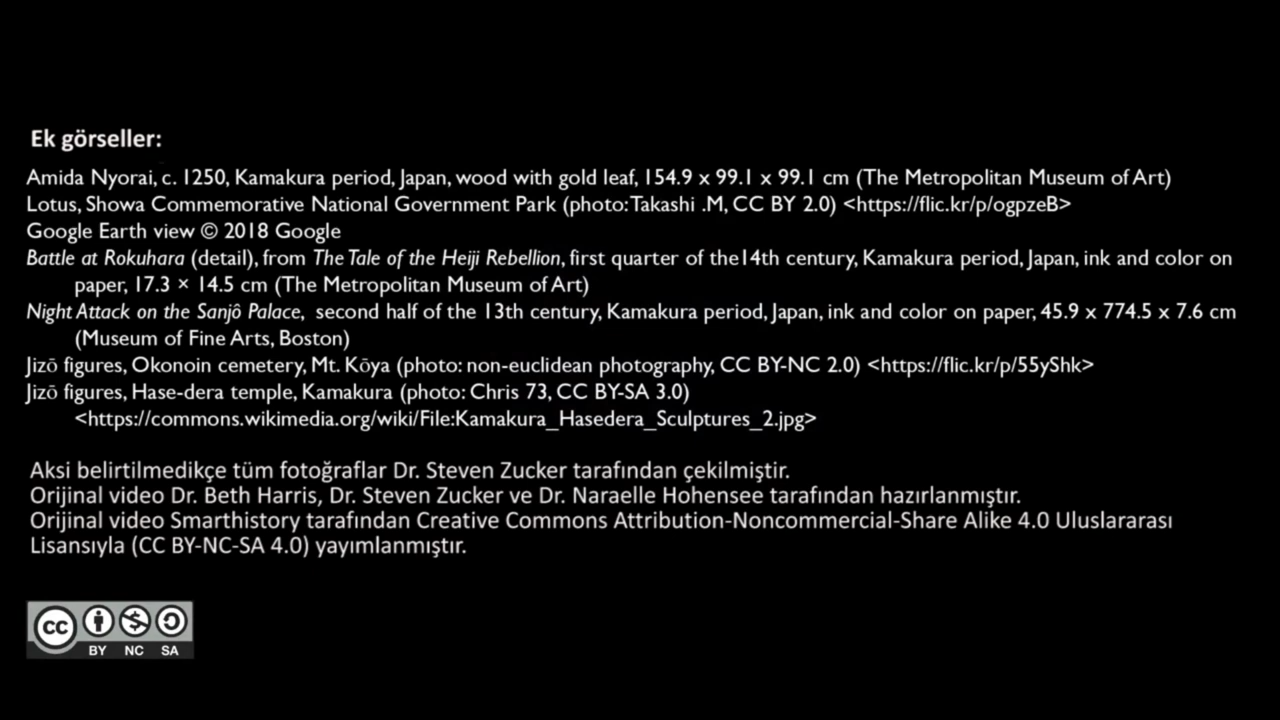 Ek görseller:
Amida Nyorai, c. 1250, Kamakura period, Japan, wood with gold leaf, 154.9 x 99.1 x 99.1 cm (The Metropolitan Museum of Art)
Lotus, Showa Commemorative National Government Park (photo:Takashi .M, CC BY 2.0) <https://flic.kr/p/ogpzeB>
Google Earth view © 2018 Google
Battle at Rokuhara (detail), from The Tale of the Heiji Rebellion, first quarter of the14th century, Kamakura period, Japan, ink and color on
paper, 17.3 × 14.5 cm (The Metropolitan Museum of Art)
Night Attack on the Sanjô Palace, second half of the 13th century, Kamakura period, Japan, ink and color on paper, 45.9 x 774.5 x 7.6 cm
(Museum of Fine Arts, Boston)
Jizō figures, Okonoin cemetery, Mt. Kōya (photo: non-euclidean photography, CC BY-NC 2.0) <https://flic.kr/p/55yShk>
Jizō figures, Hase-dera temple, Kamakura (photo: Chris 73, CC BY-SA 3.0)
<https://commons.wikimedia.org/wiki/File:Kamakura_Hasedera_Sculptures_2.jpg>
Aksi belirtilmedikçe tüm fotoğraflar Dr. Steven Zucker tarafından çekilmiştir.
Orijinal video Dr. Beth Harris, Dr. Steven Zucker ve Dr. Naraelle Hohensee tarafından hazırlanmıştır.
Orijinal video Smarthistory tarafından Creative Commons Attribution-Noncommercial-Share Alike 4.0 Uluslararası
Lisansıyla (CC BY-NC-SA 4.0) yayımlanmıştır.
cc
BY NC SA